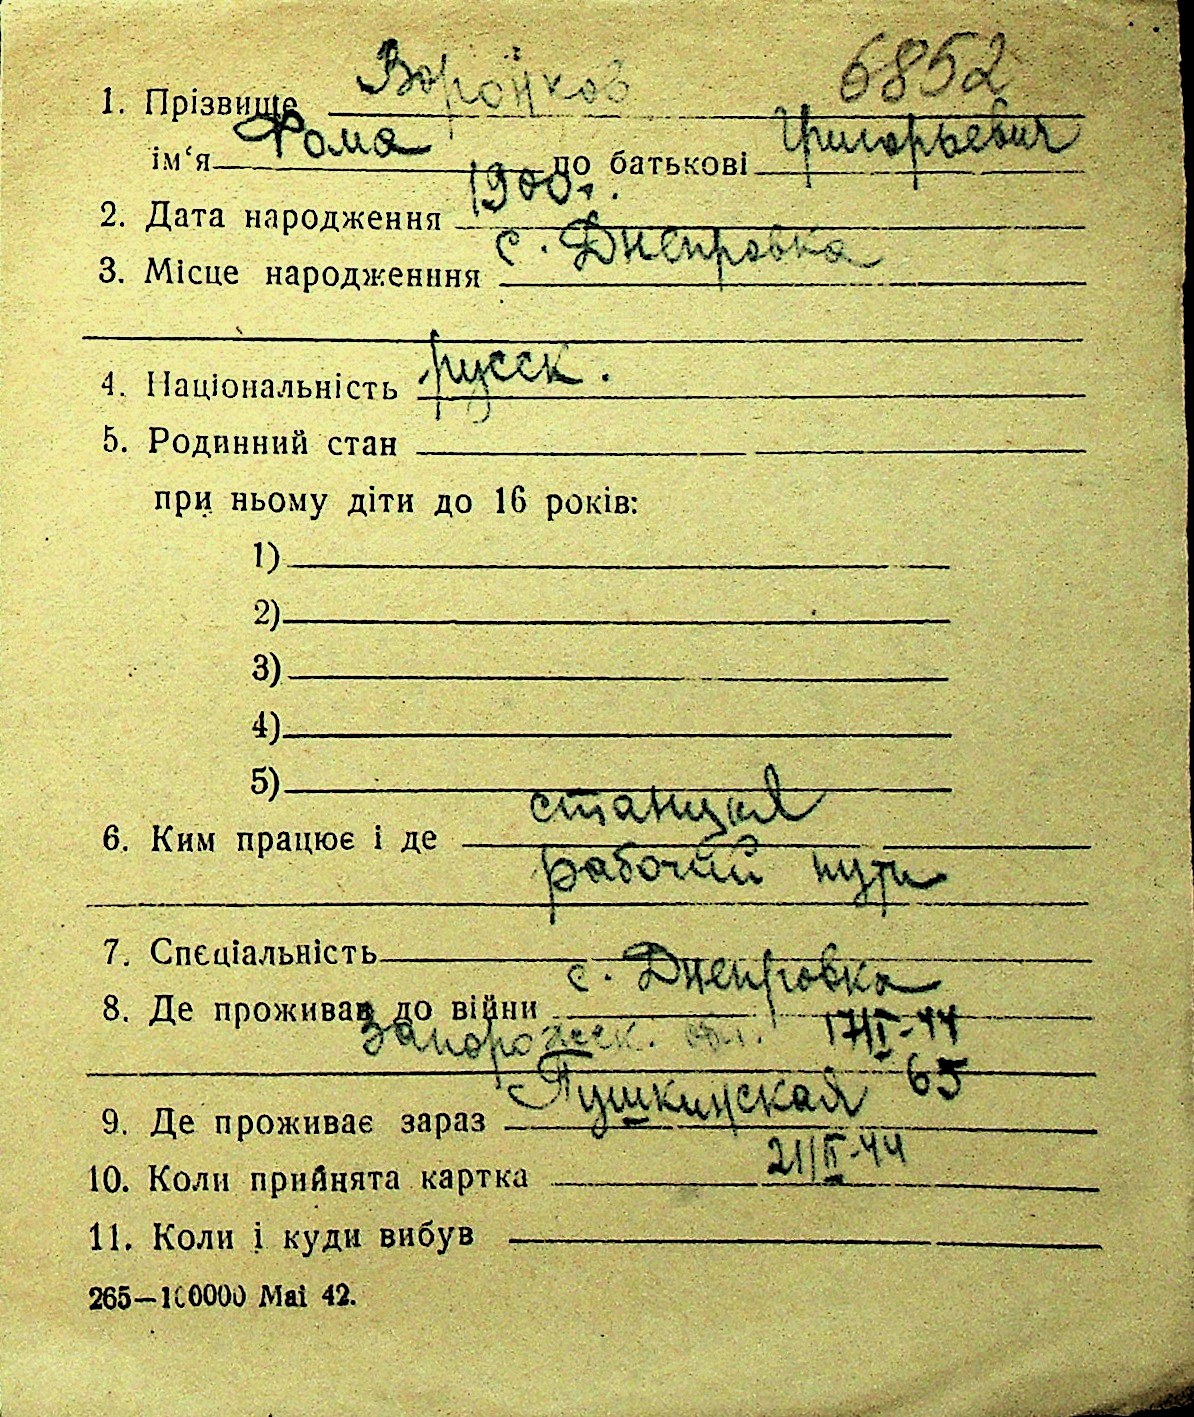 1. Прізвище Воронков 6852
ім‘я Фома по батькові Григорьевич
2. Дата народження 1900 г.
3. Місце народженння с. Днепровка
4. Національність русск.
5. Родинний стан
при ньому діти до 16 років:
1)
2)
3)
4)
5)
6. Ким працює і де станция
рабочий пути
7. Спєціальність
8. Де проживав до війни с. Днепровка
Запорожск. обл. 17/I-44
9. Де проживає зараз Пушкинская 65
10. Коли прийнята картка 21/II-44
11. Коли і куди вибув
265—100000 Mai 42.